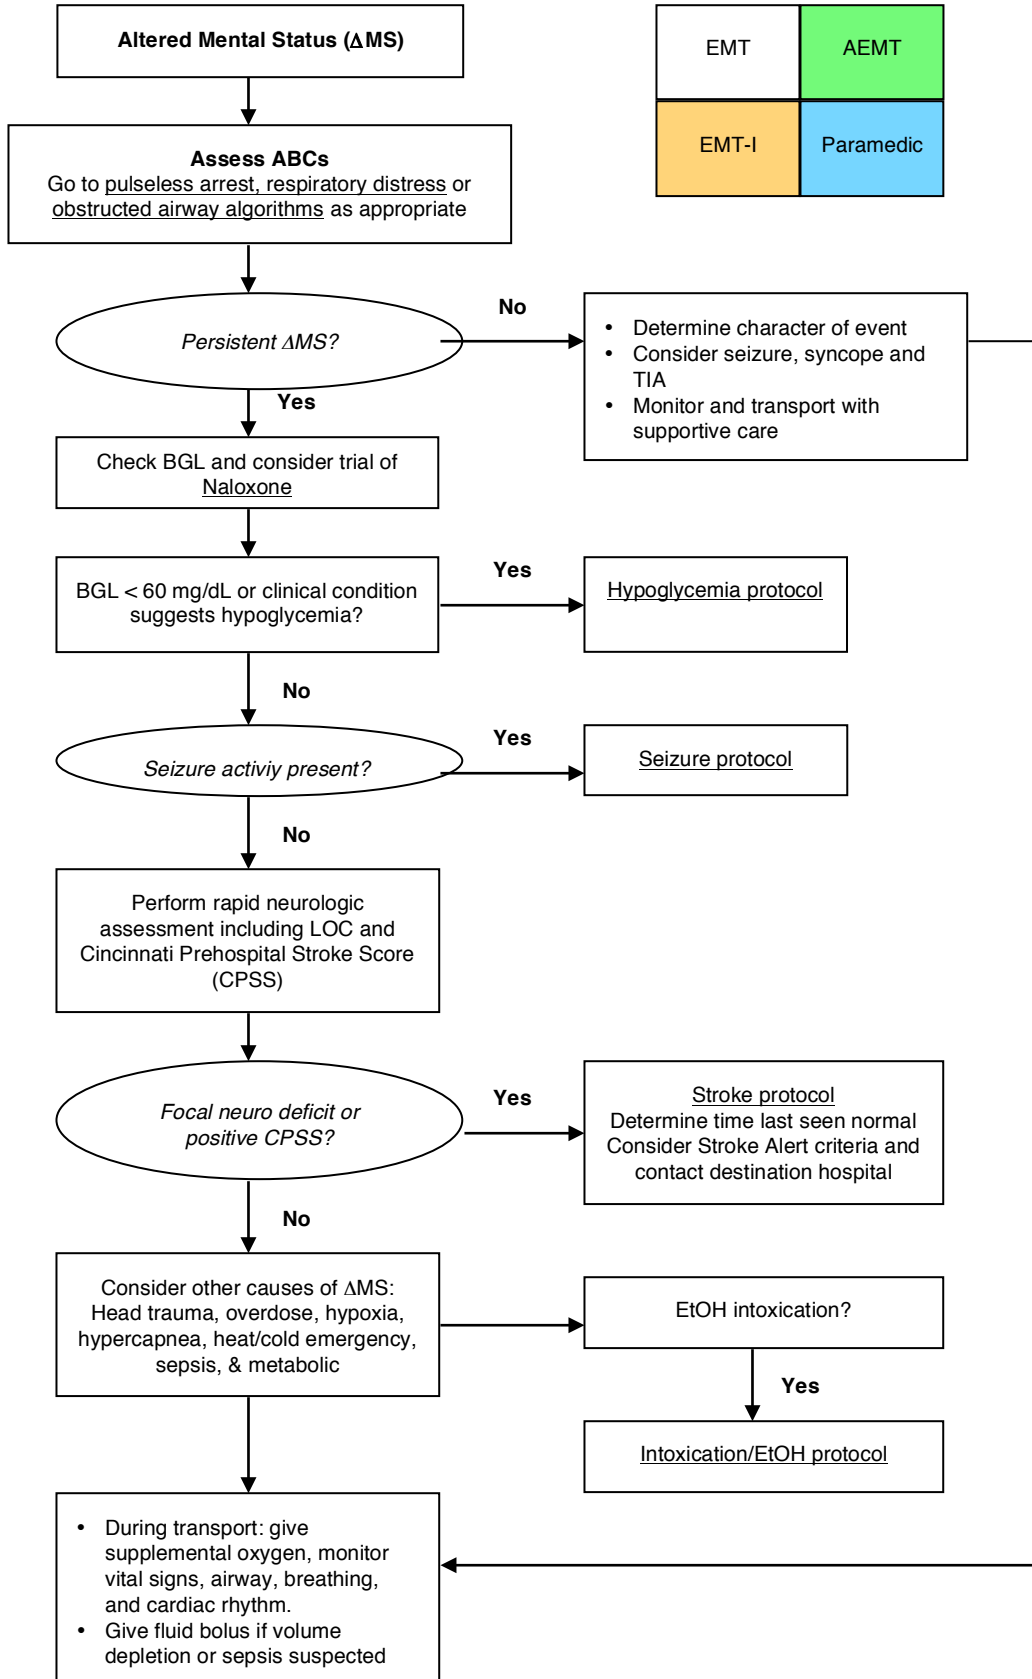 Altered Mental Status (ΔMS)
EMT
AEMT
EMT-I
Paramedic
Assess ABCs
Go to pulseless arrest, respiratory distress or
obstructed airway algorithms as appropriate
Persistent ΔMS?
No
• Determine character of event
• Consider seizure, syncope and
TIA
• Monitor and transport with
supportive care
Yes
Check BGL and consider trial of
Naloxone
BGL < 60 mg/dL or clinical condition
suggests hypoglycemia?
Yes
Hypoglycemia protocol
No
Seizure activiy present?
Yes
Seizure protocol
No
Perform rapid neurologic
assessment including LOC and
Cincinnati Prehospital Stroke Score
(CPSS)
Focal neuro deficit or
positive CPSS?
Yes
Stroke protocol
Determine time last seen normal
Consider Stroke Alert criteria and
contact destination hospital
No
Consider other causes of ΔMS:
Head trauma, overdose, hypoxia,
hypercapnea, heat/cold emergency,
sepsis, & metabolic
EtOH intoxication?
Yes
Intoxication/EtOH protocol
• During transport: give
supplemental oxygen, monitor
vital signs, airway, breathing,
and cardiac rhythm.
• Give fluid bolus if volume
depletion or sepsis suspected